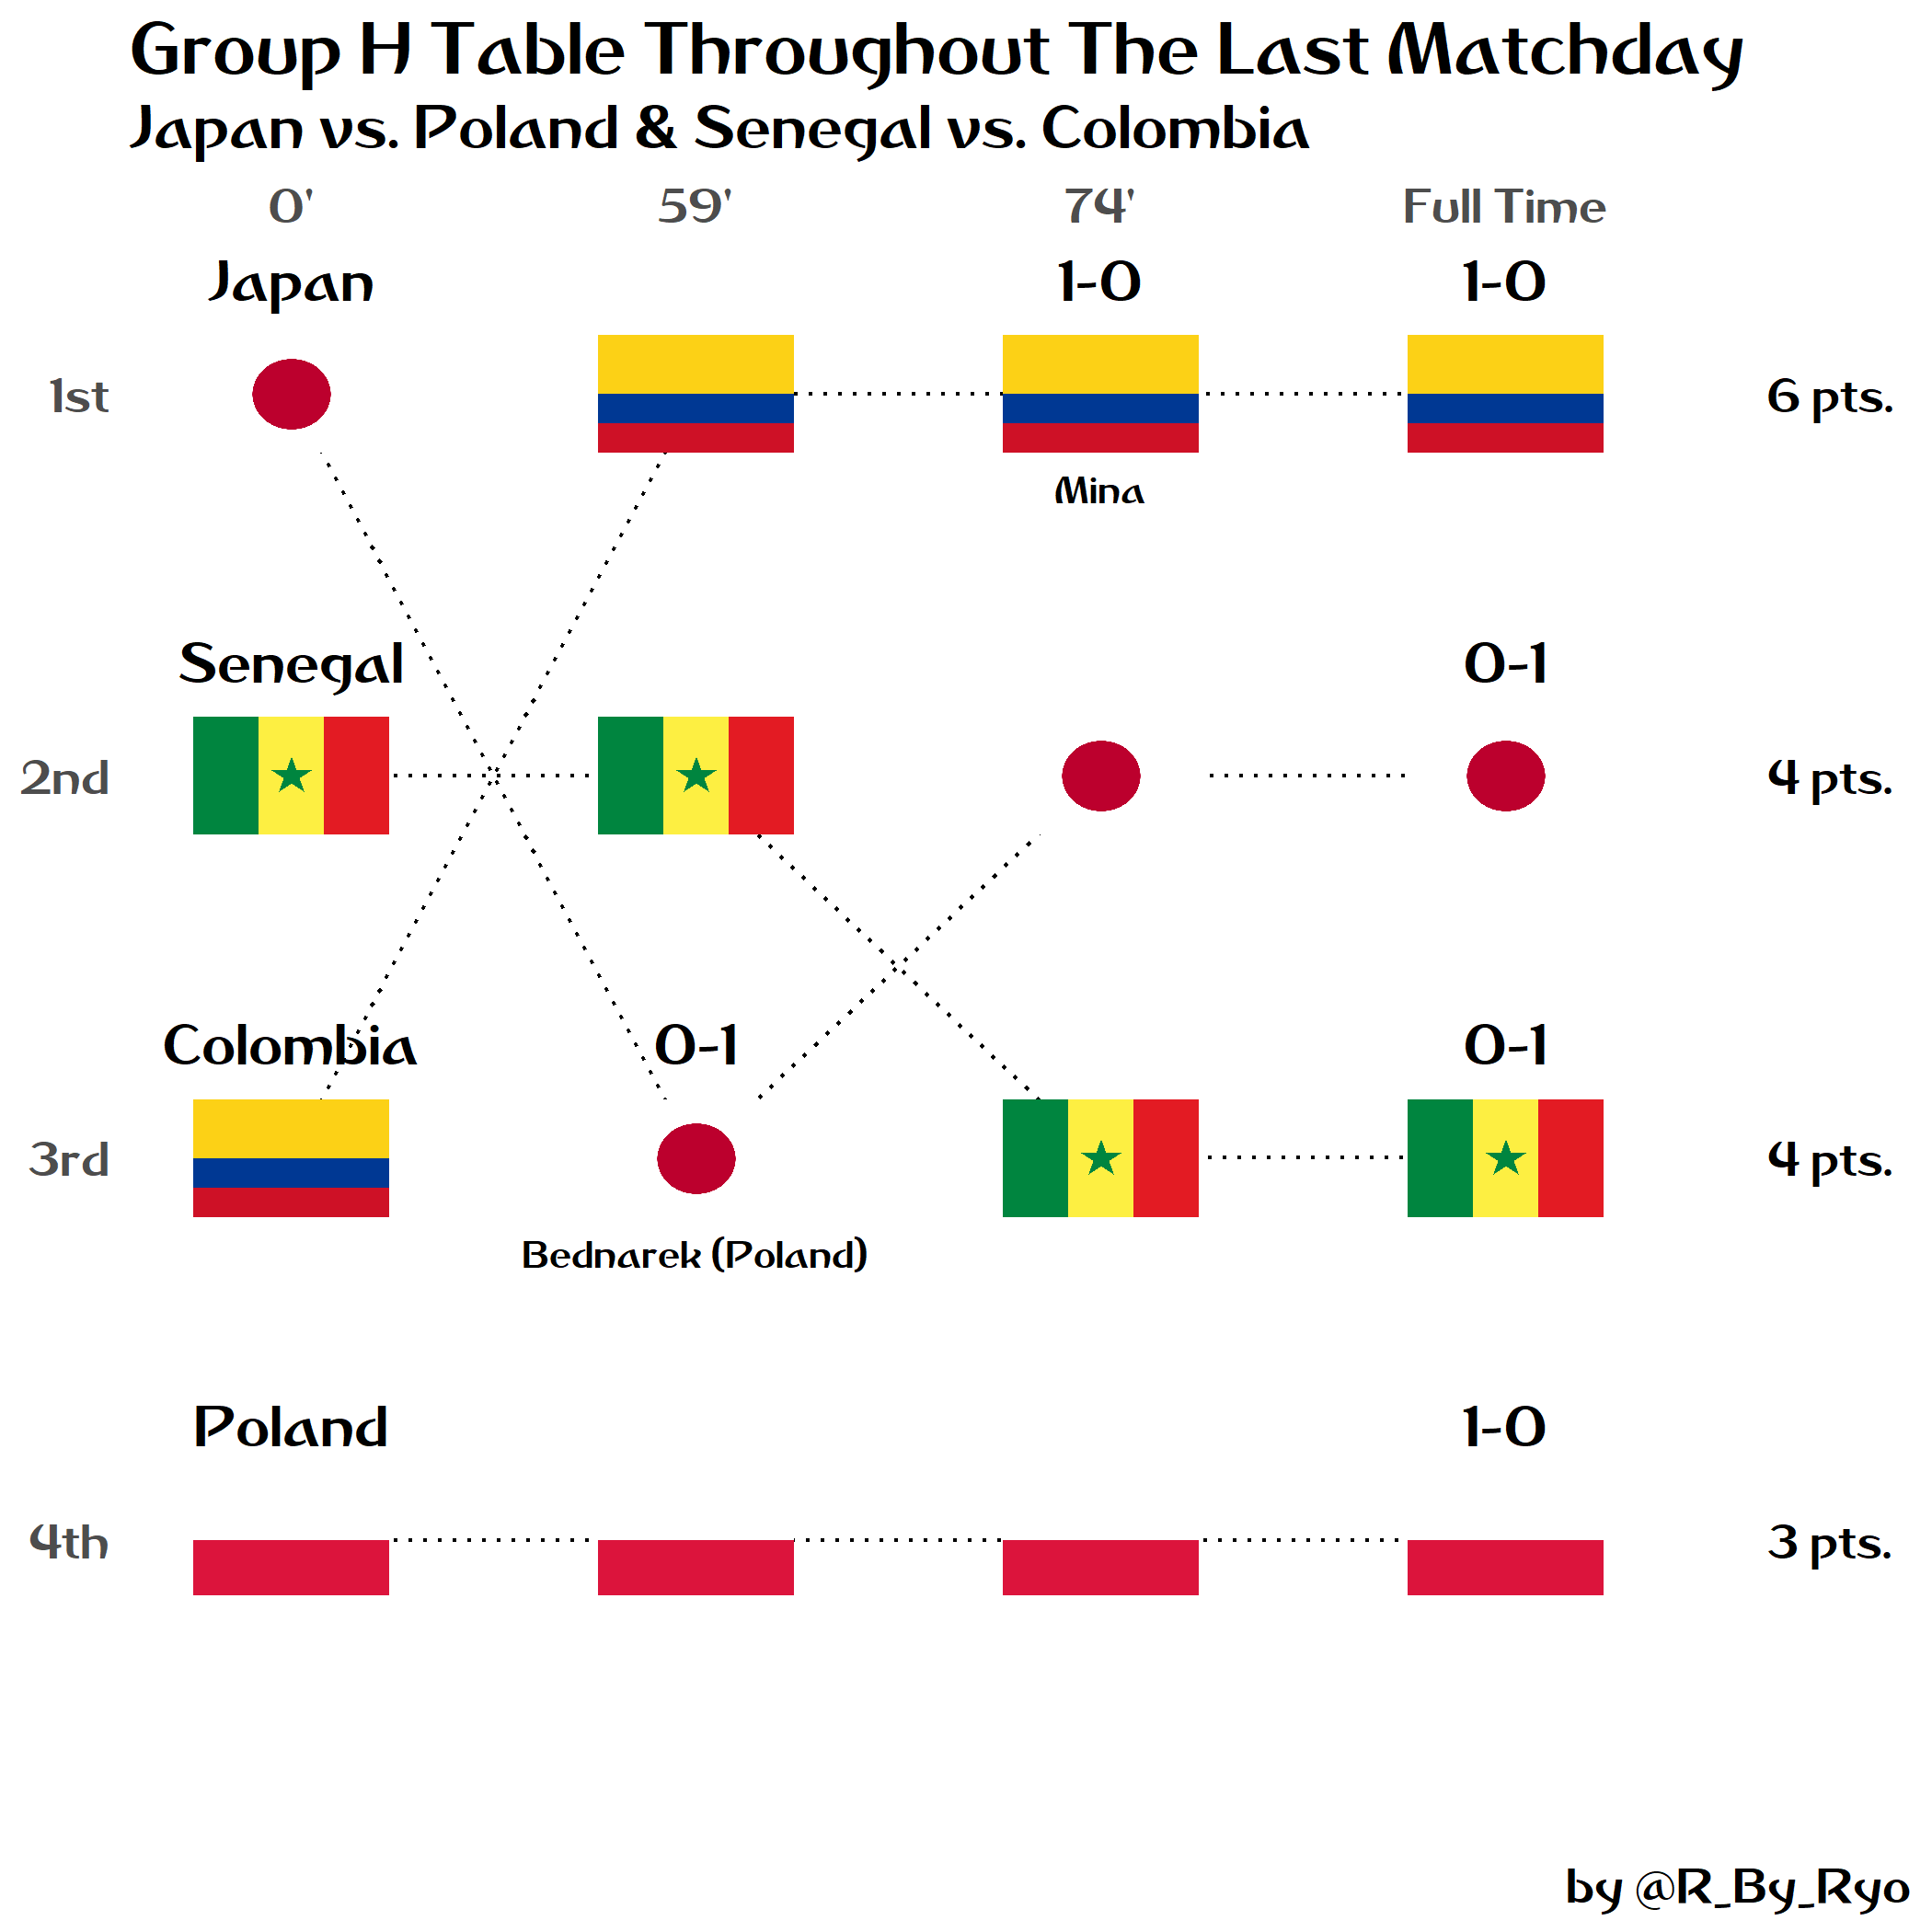 Group H Table Throughout The Last Matchday
Japan vs. Poland & Senegal vs. Colombia
0' 59' 74' Full Time
Japan 1-0 1-0
1st 6 pts.
Mina
Senegal 0-1
2nd 4 pts.
Colombia 0-1 0-1
3rd 4 pts.
Bednarek (Poland)
Poland 1-0
4th 3 pts.
by @R_By_Ryo